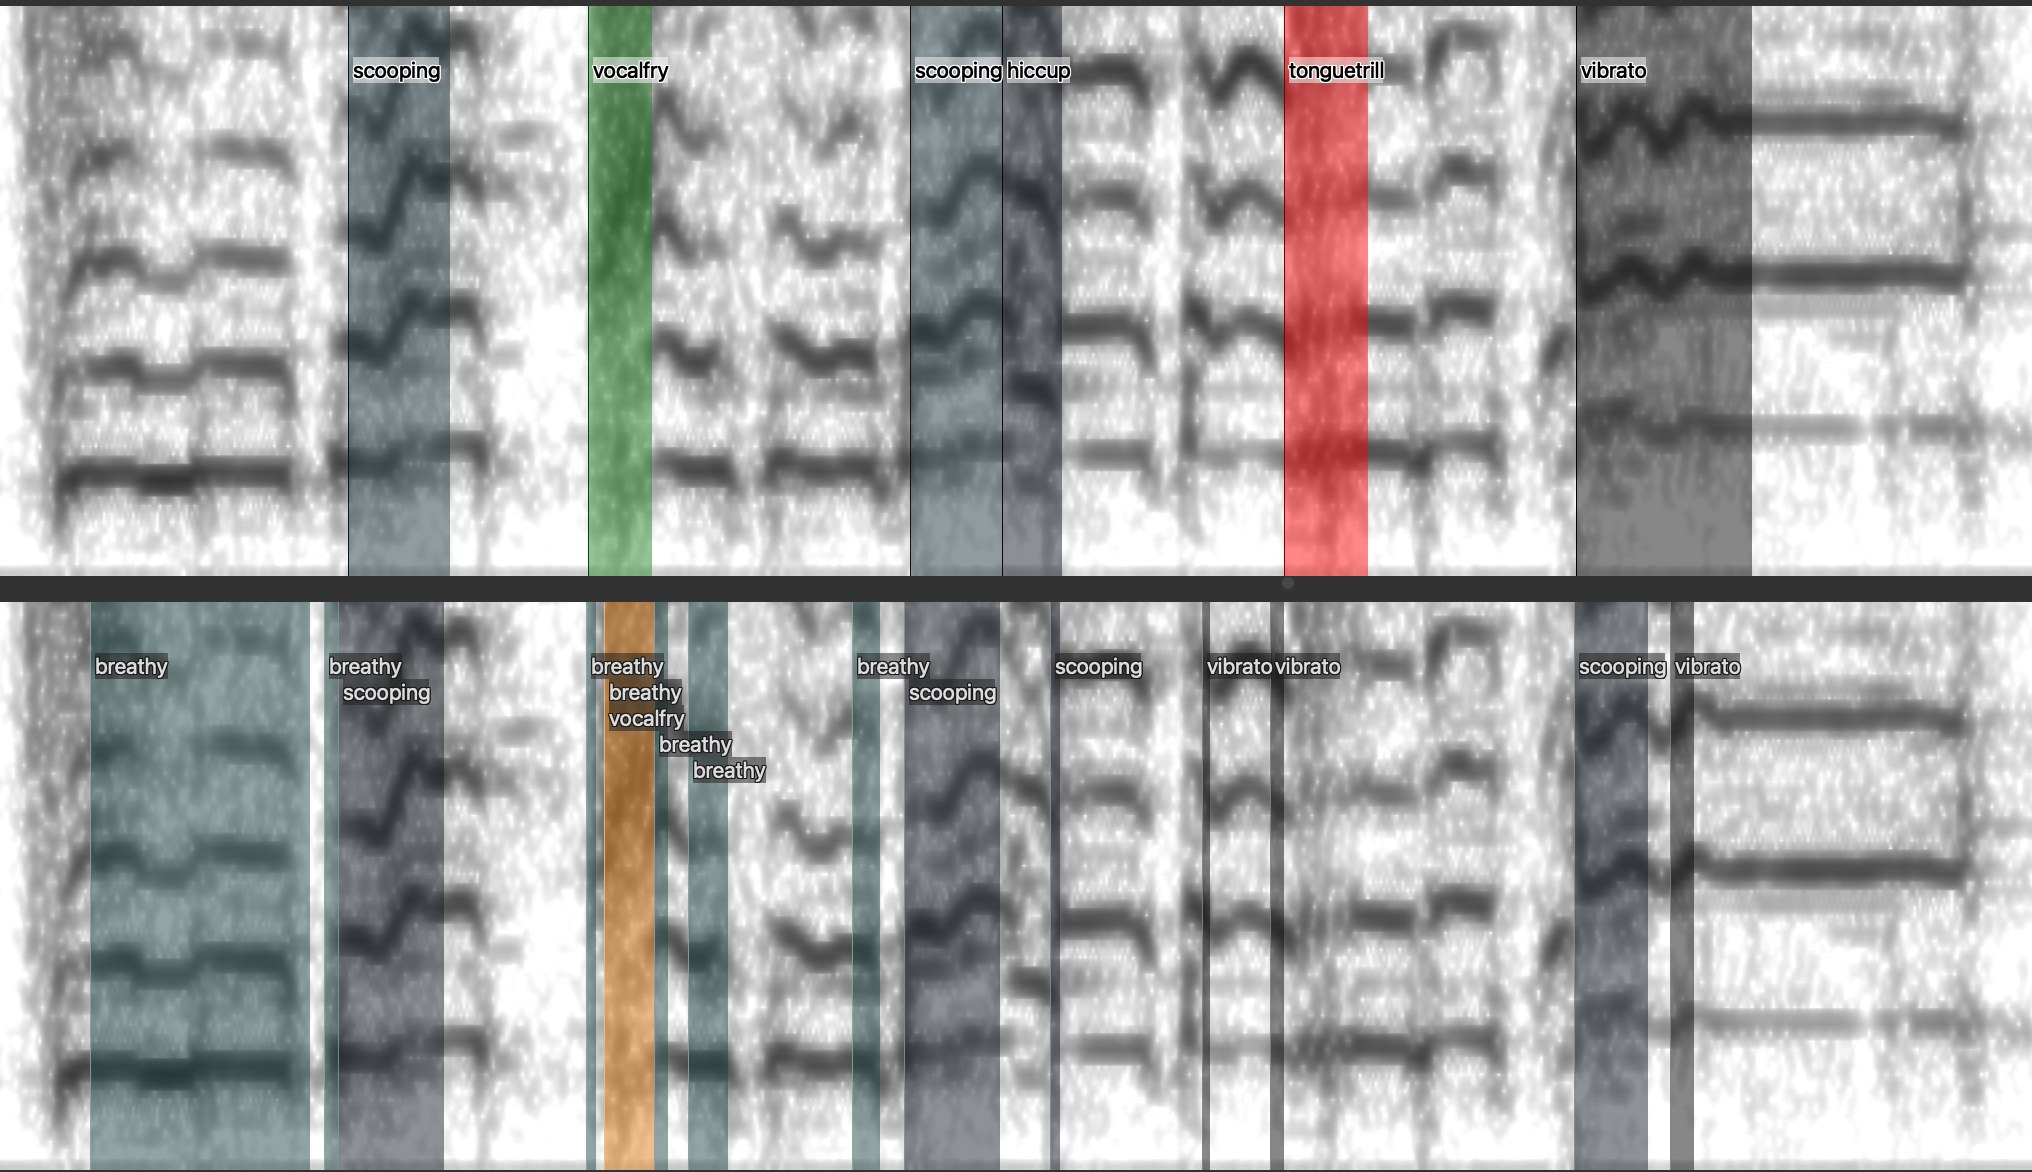 scooping vocalfry scooping hiccup tonguetrill vibrato
breathy breathy breathy breathy scooping vibrato vibrato scooping vibrato
scooping breathy scooping
vocalfry
breathy
breathy